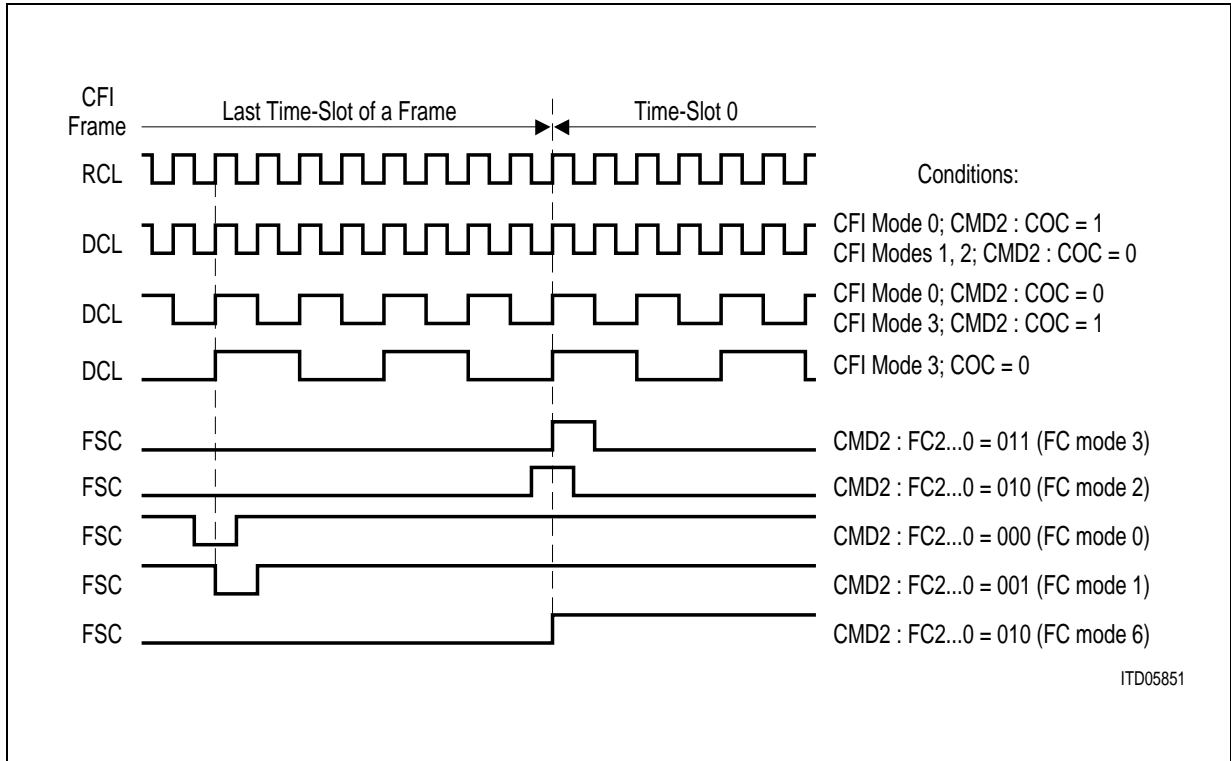 CFI
Frame
Last Time-Slot of a Frame
Time-Slot 0
RCL
Conditions:
DCL
CFI Mode 0; CMD2 : COC = 1
CFI Modes 1, 2; CMD2 : COC = 0
DCL
CFI Mode 0; CMD2 : COC = 0
CFI Mode 3; CMD2 : COC = 1
DCL
CFI Mode 3; COC = 0
FSC
CMD2 : FC2...0 = 011 (FC mode 3)
FSC
CMD2 : FC2...0 = 010 (FC mode 2)
FSC
CMD2 : FC2...0 = 000 (FC mode 0)
FSC
CMD2 : FC2...0 = 001 (FC mode 1)
FSC
CMD2 : FC2...0 = 010 (FC mode 6)
ITD05851